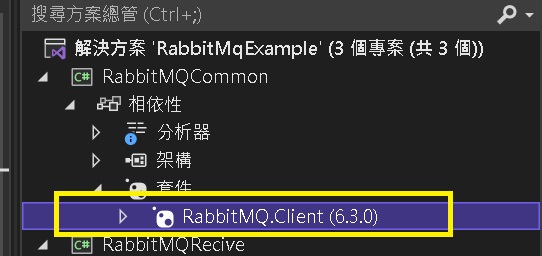 搜尋方案總管 (Ctrl+;)
解決方案 'RabbitMqExample' (3 個專案 (共 3 個))
RabbitMQCommon
相依性
分析器
架構
套件
RabbitMQ.Client (6.3.0)
RabbitMQRecive